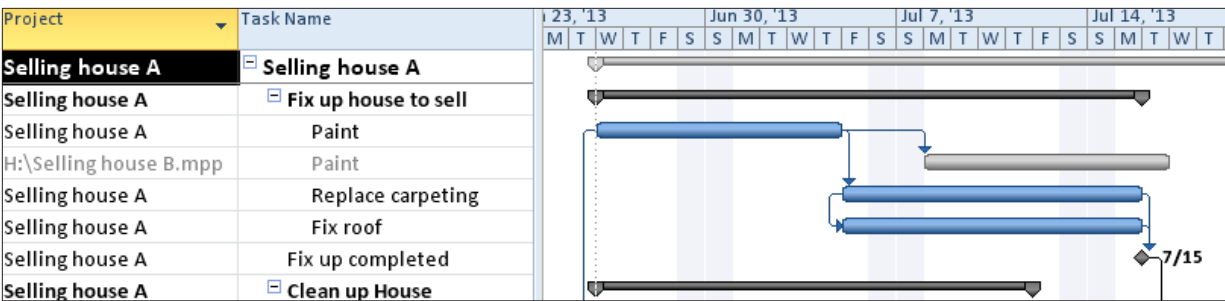 Project Task Name 23, '13 Jun 30, '13 Jul 7, '13 Jul 14, '13
M T W T F S S M T W T F S S M T W T F S S M T W T
Selling house A Selling house A
Selling house A Fix up house to sell
Selling house A Paint
H:\Selling house B.mpp Paint
Selling house A Replace carpeting
Selling house A Fix roof
Selling house A Fix up completed 7/15
Selling house A Clean up House